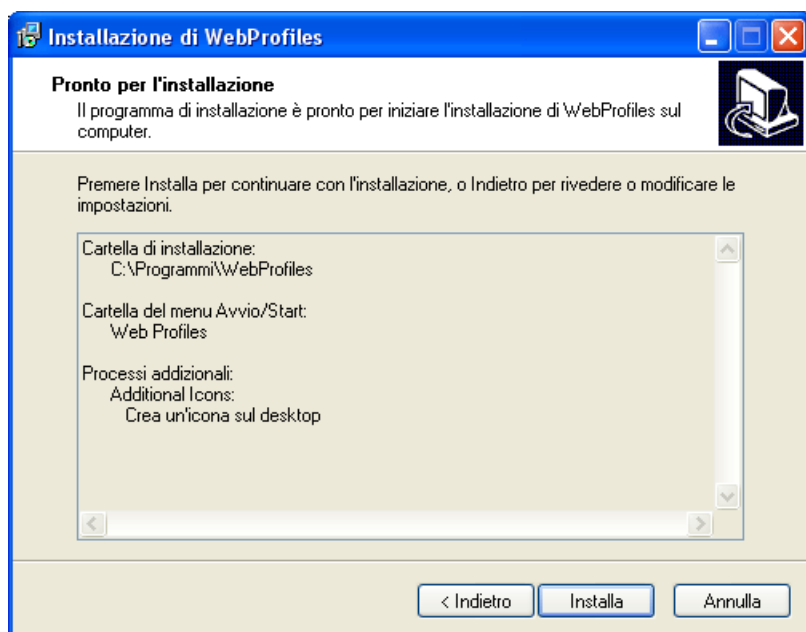 Installazione di WebProfiles
Pronto per l'installazione
Il programma di installazione è pronto per iniziare l'installazione di WebProfiles sul
computer.
Premere Installa per continuare con l'installazione, o Indietro per rivedere o modificare le
impostazioni.
Cartella di installazione:
C:\Programmi\WebProfiles
Cartella del menu Avvio/Start:
Web Profiles
Processi addizionali:
Additional Icons:
Crea un'icona sul desktop
< Indietro
Installa
Annulla